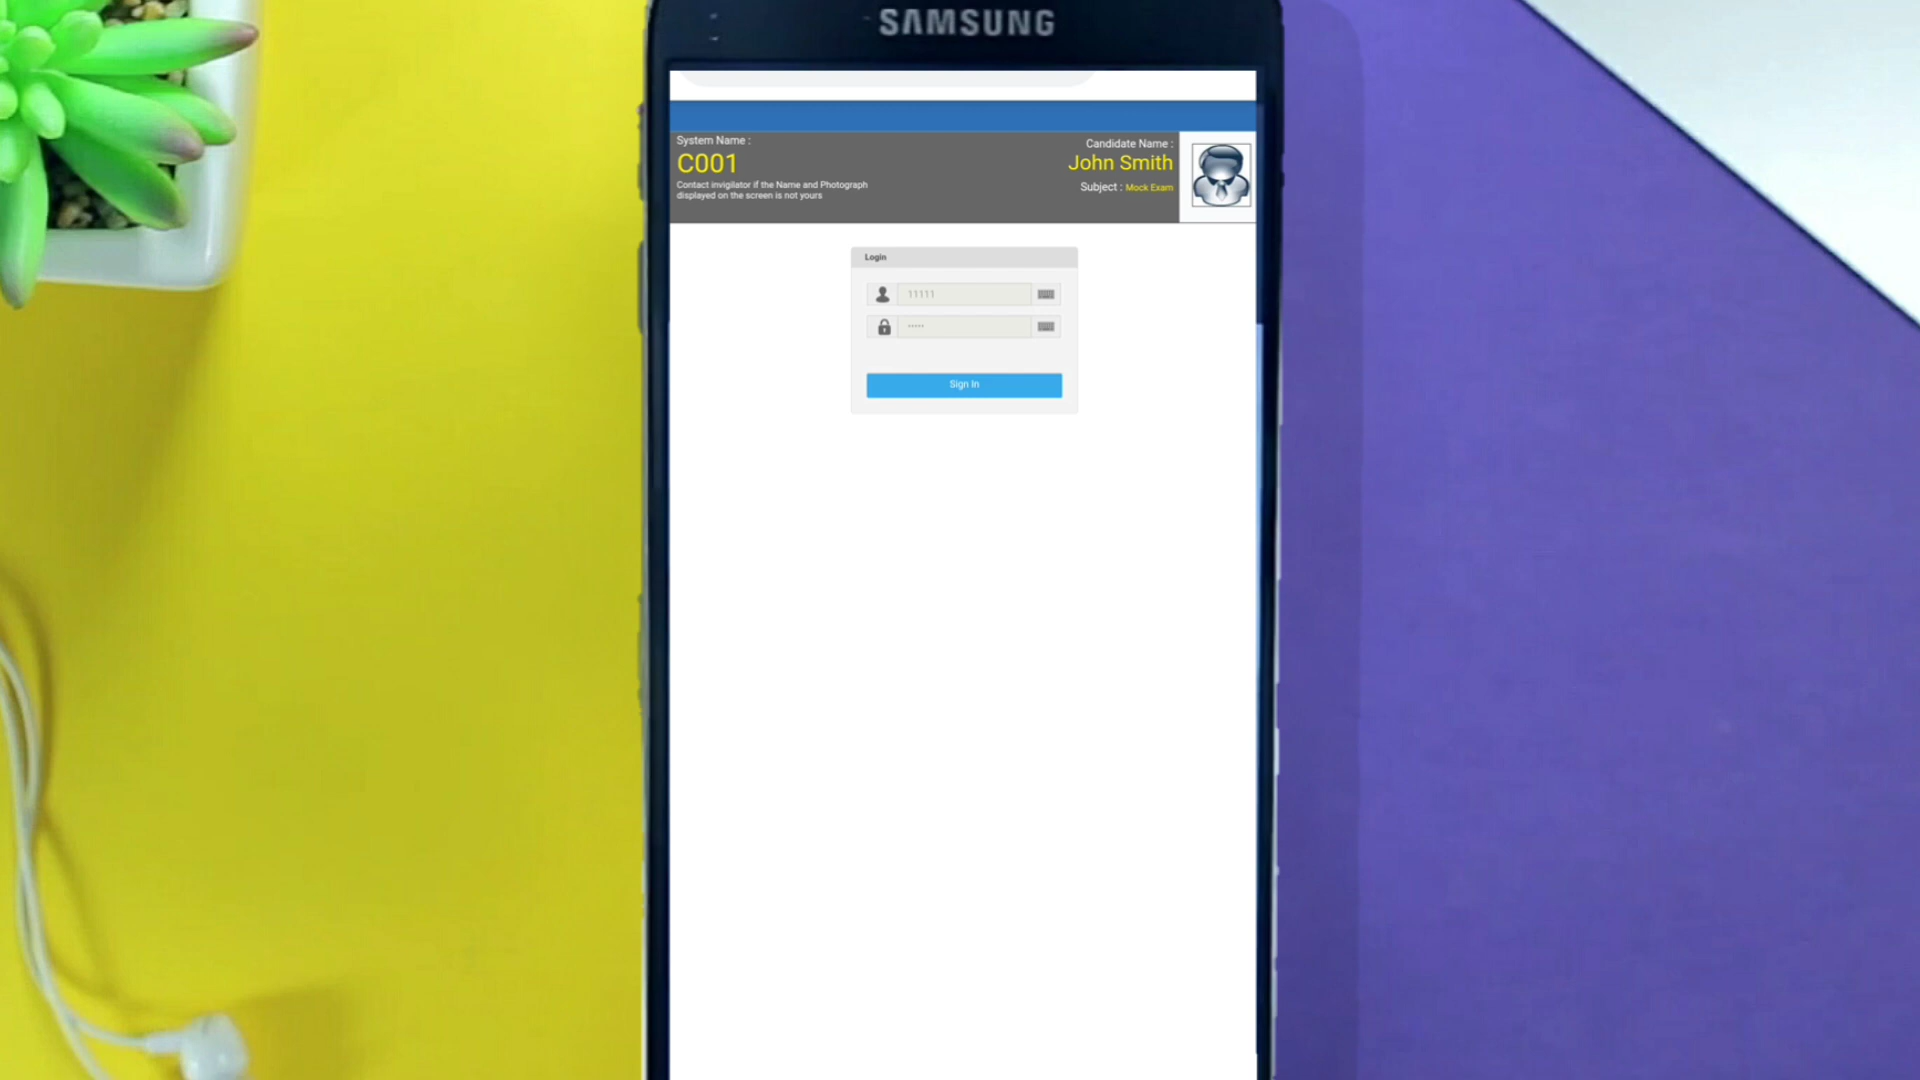 SAMSUNG
System Name :
C001
Contact invigilator if the Name and Photograph
displayed on the screen is not yours
Candidate Name :
John Smith
Subject : Mock Exam
Login
11111
•••••
Sign In